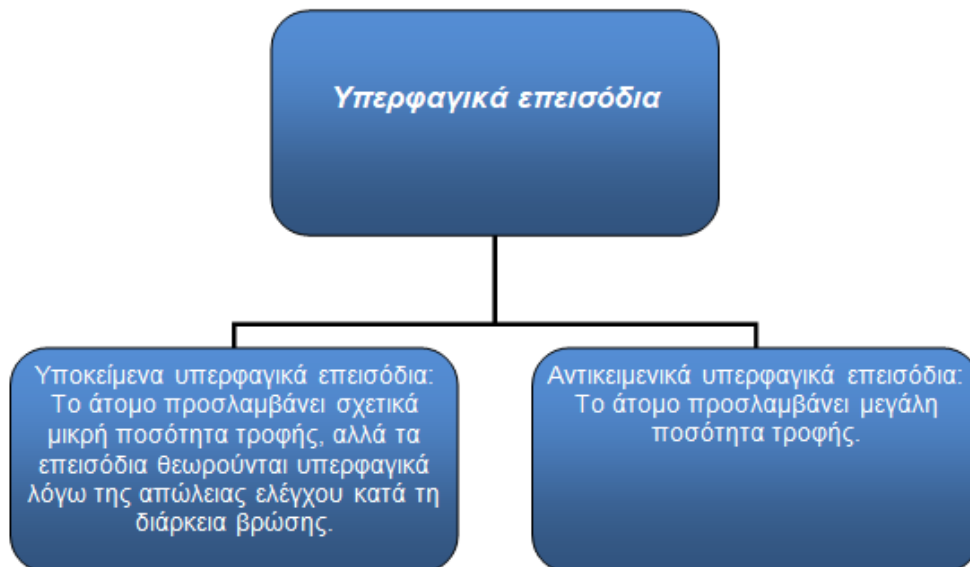 Υπερφαγικά επεισόδια
Υποκείμενα υπερφαγικά επεισόδια:
Το άτομο προσλαμβάνει σχετικά
μικρή ποσότητα τροφής, αλλά τα
επεισόδια θεωρούνται υπερφαγικά
λόγω της απώλειας ελέγχου κατά τη
διάρκεια βρώσης.
Αντικειμενικά υπερφαγικά επεισόδια:
Το άτομο προσλαμβάνει μεγάλη
ποσότητα τροφής.